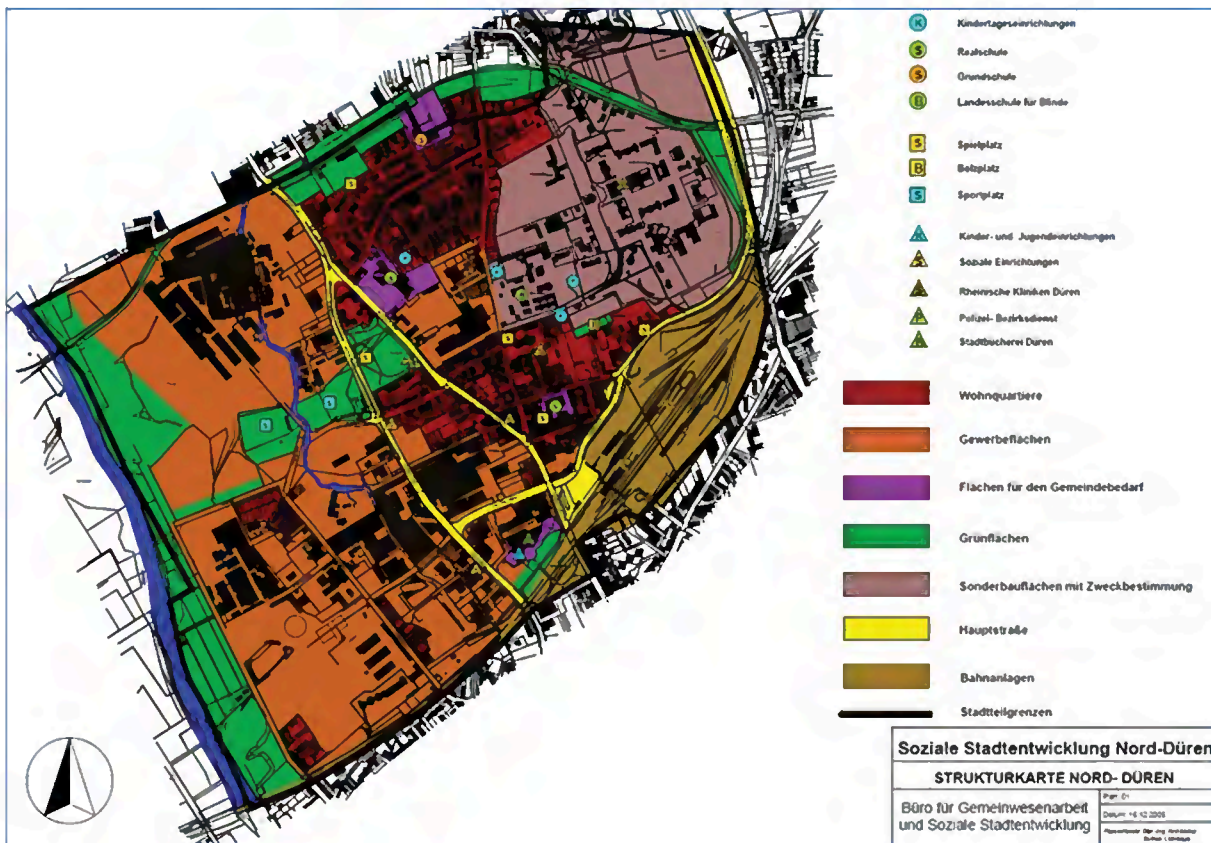 K Kindertageseinrichtungen
S Realschule
S Grundschule
B Landesschule für Blinde
S Spielplatz
B Bolzplatz
S Sportplatz
Kinder- und Jugendeinrichtungen
Soziale Einrichtungen
Rheinische Kliniken Düren
Polizei- Bezirksdienst
Stadtbücherei Düren
Wohnquartiere
Gewerbeflächen
Flächen für den Gemeindebedarf
Grünflächen
Sonderbauflächen mit Zweckbestimmung
Hauptstraße
Bahnanlagen
Stadtteilgrenzen
Soziale Stadtentwicklung Nord-Düren
STRUKTURKARTE NORD- DÜREN
Büro für Gemeinwesenarbeit
und Soziale Stadtentwicklung